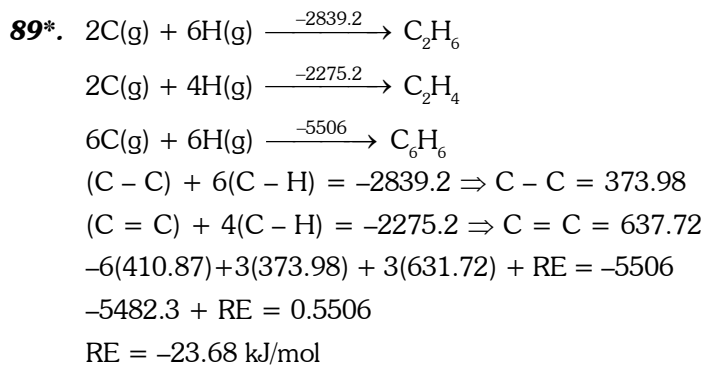 89*. 2C(g) + 6H(g) –2839.2⟶ C₂H₆
2C(g) + 4H(g) –2275.2⟶ C₂H₄
6C(g) + 6H(g) –5506⟶ C₆H₆
(C – C) + 6(C – H) = –2839.2 ⇒ C – C = 373.98
(C = C) + 4(C – H) = –2275.2 ⇒ C = C = 637.72
–6(410.87)+3(373.98) + 3(631.72) + RE = –5506
–5482.3 + RE = 0.5506
RE = –23.68 kJ/mol